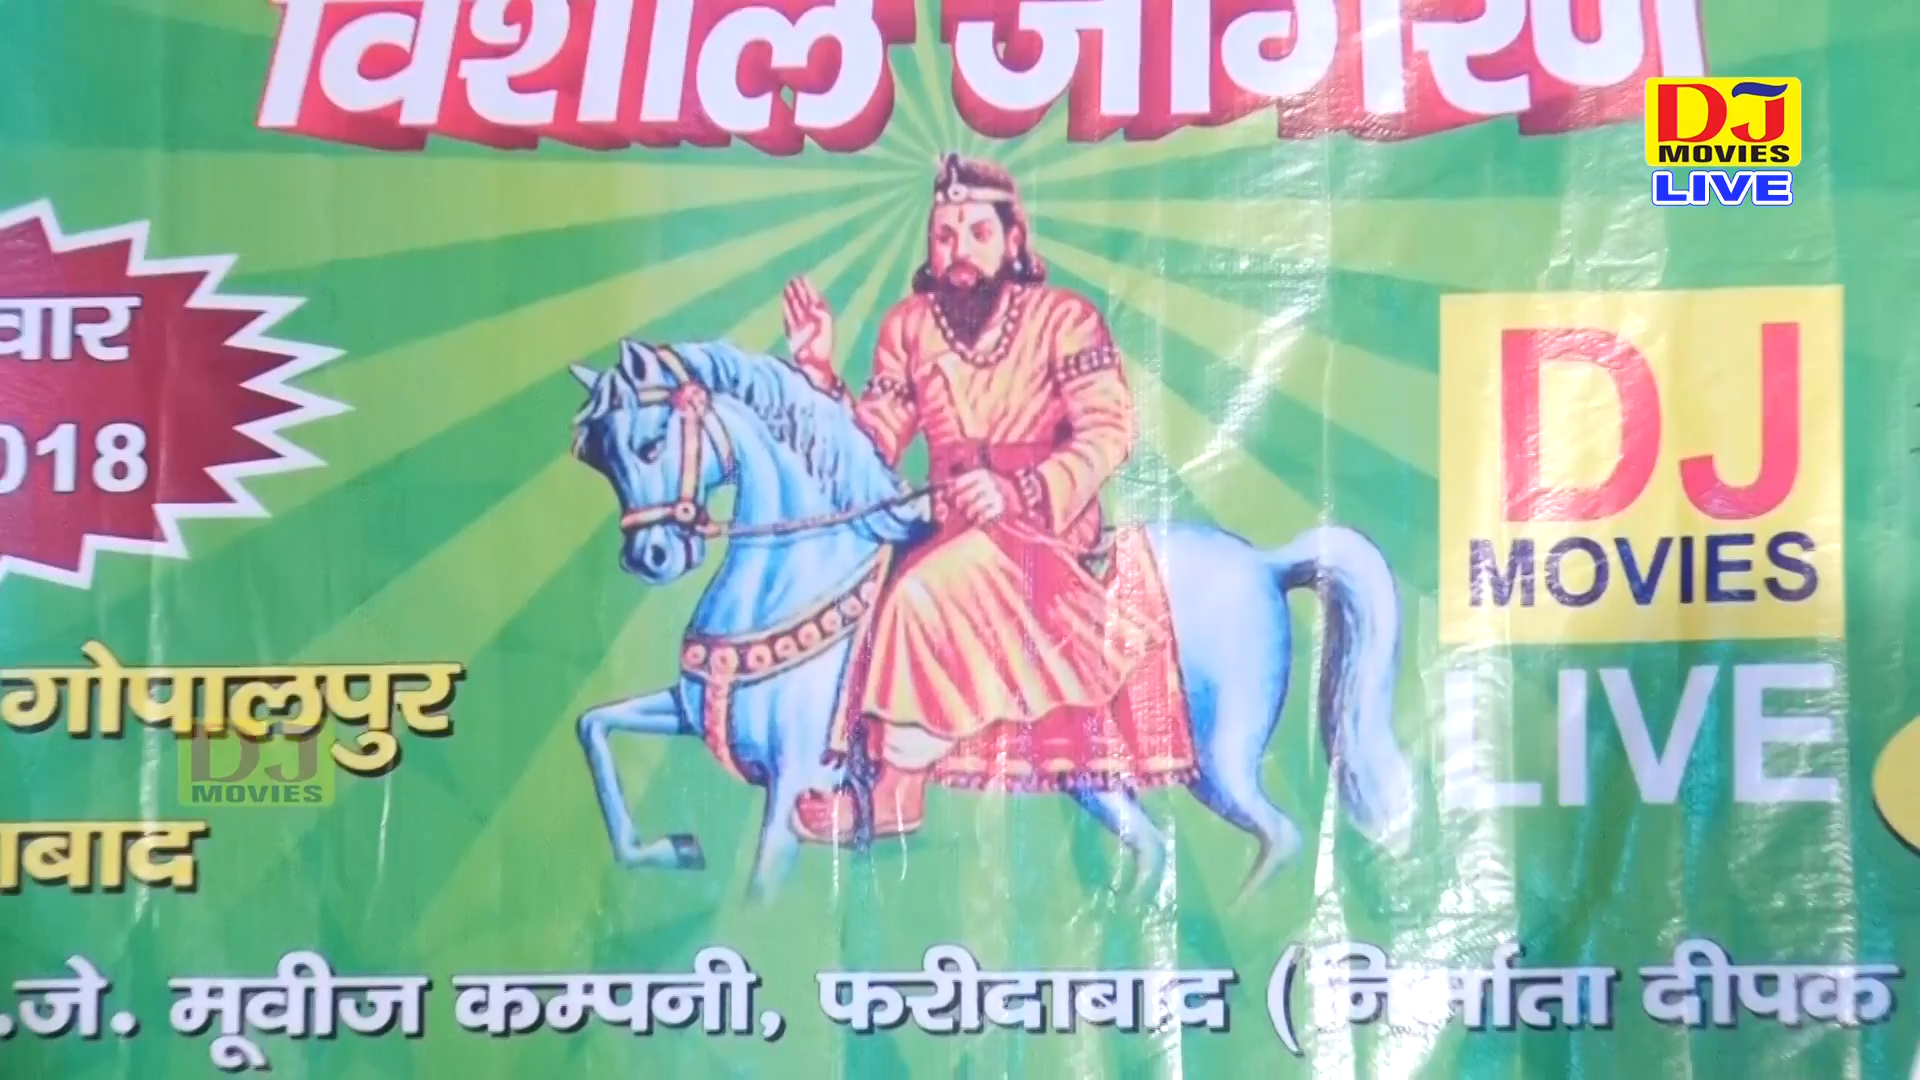 विशाल जागरण
DJ
MOVIES
LIVE
वार
018
DJ
MOVIES
LIVE
गोपालपुर
DJ
MOVIES
बाद
.जे. मूवीज कम्पनी, फरीदाबाद (निर्माता दीपक